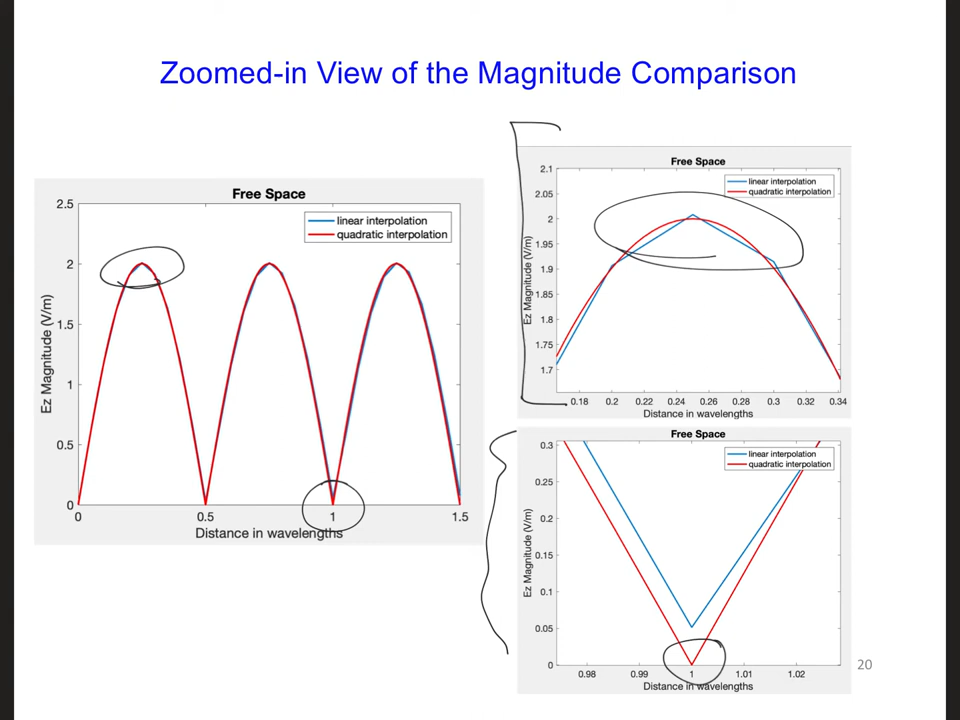 Zoomed-in View of the Magnitude Comparison
Free Space
linear interpolation
quadratic interpolation
2.5
2
1.5
1
0.5
0
Ez Magnitude (V/m)
0 0.5 1 1.5
Distance in wavelengths
Free Space
linear interpolation
quadratic interpolation
2.1
2.05
2
1.95
1.9
1.85
1.8
1.75
1.7
Ez Magnitude (V/m)
0.18 0.2 0.22 0.24 0.26 0.28 0.3 0.32 0.34
Distance in wavelengths
Free Space
linear interpolation
quadratic interpolation
0.3
0.25
0.2
0.15
0.1
0.05
0
Ez Magnitude (V/m)
0.98 0.99 1 1.01 1.02
Distance in wavelengths
20